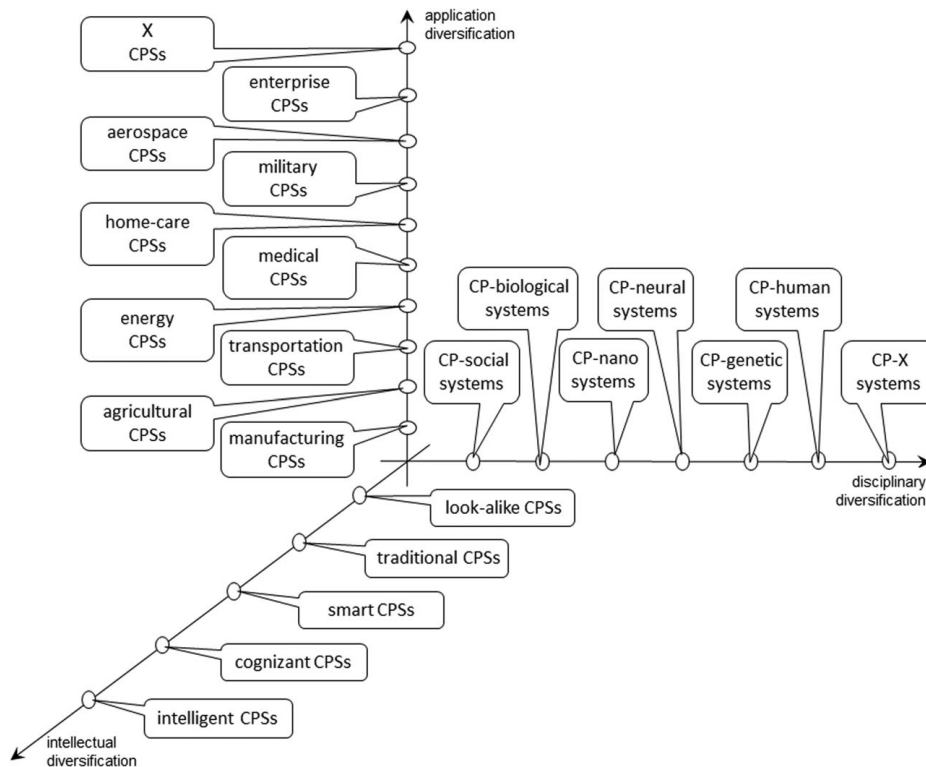 application
diversification
X
CPSs
enterprise
CPSs
aerospace
CPSs
military
CPSs
home-care
CPSs
medical
CPSs
energy
CPSs
transportation
CPSs
agricultural
CPSs
manufacturing
CPSs
CP-biological
systems
CP-neural
systems
CP-human
systems
CP-social
systems
CP-nano
systems
CP-genetic
systems
CP-X
systems
disciplinary
diversification
look-alike CPSs
traditional CPSs
smart CPSs
cognizant CPSs
intelligent CPSs
intellectual
diversification